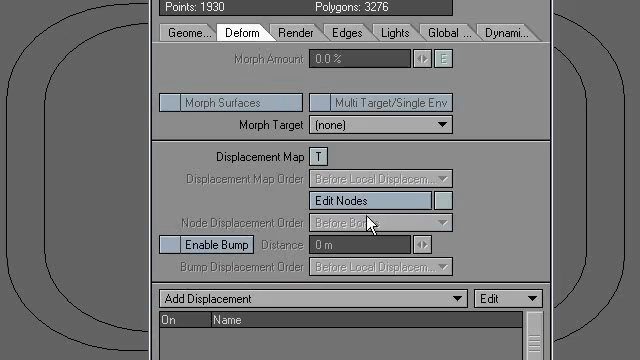 Points: 1930 Polygons: 3276
Geome... Deform Render Edges Lights Global ... Dynami...
Morph Amount 0.0 % E
Morph Surfaces Multi Target/Single Env
Morph Target (none)
Displacement Map T
Displacement Map Order Before Local Displacem...
Edit Nodes
Node Displacement Order Before
Enable Bump Distance 0 m
Bump Displacement Order Before Local Displacem...
Add Displacement Edit
On Name